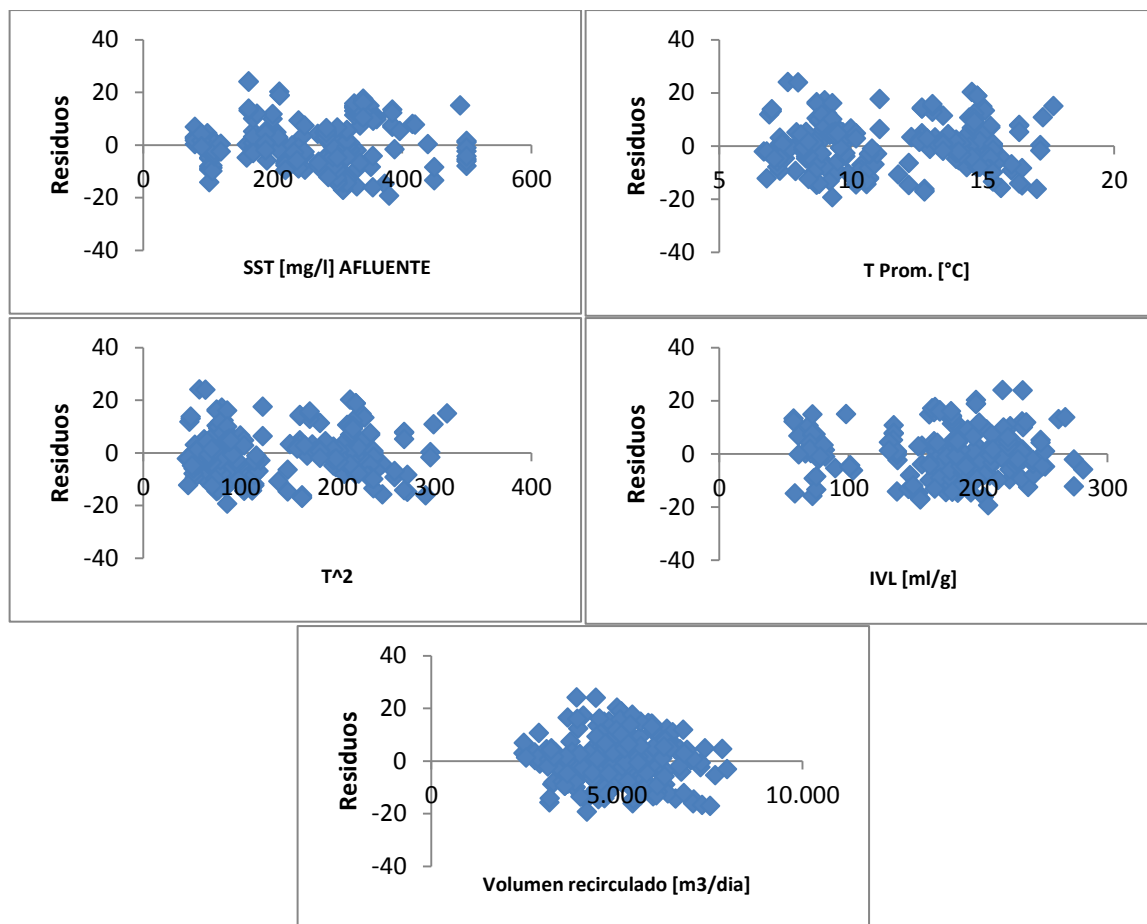 40
20
0
-20
-40
Residuos
0 200 400 600
SST [mg/l] AFLUENTE
40
20
0
-20
-40
Residuos
5 10 15 20
T Prom. [°C]
40
20
0
-20
-40
Residuos
0 100 200 300 400
T^2
40
20
0
-20
-40
Residuos
0 100 200 300
IVL [ml/g]
40
20
0
-20
-40
Residuos
0 5.000 10.000
Volumen recirculado [m3/dia]